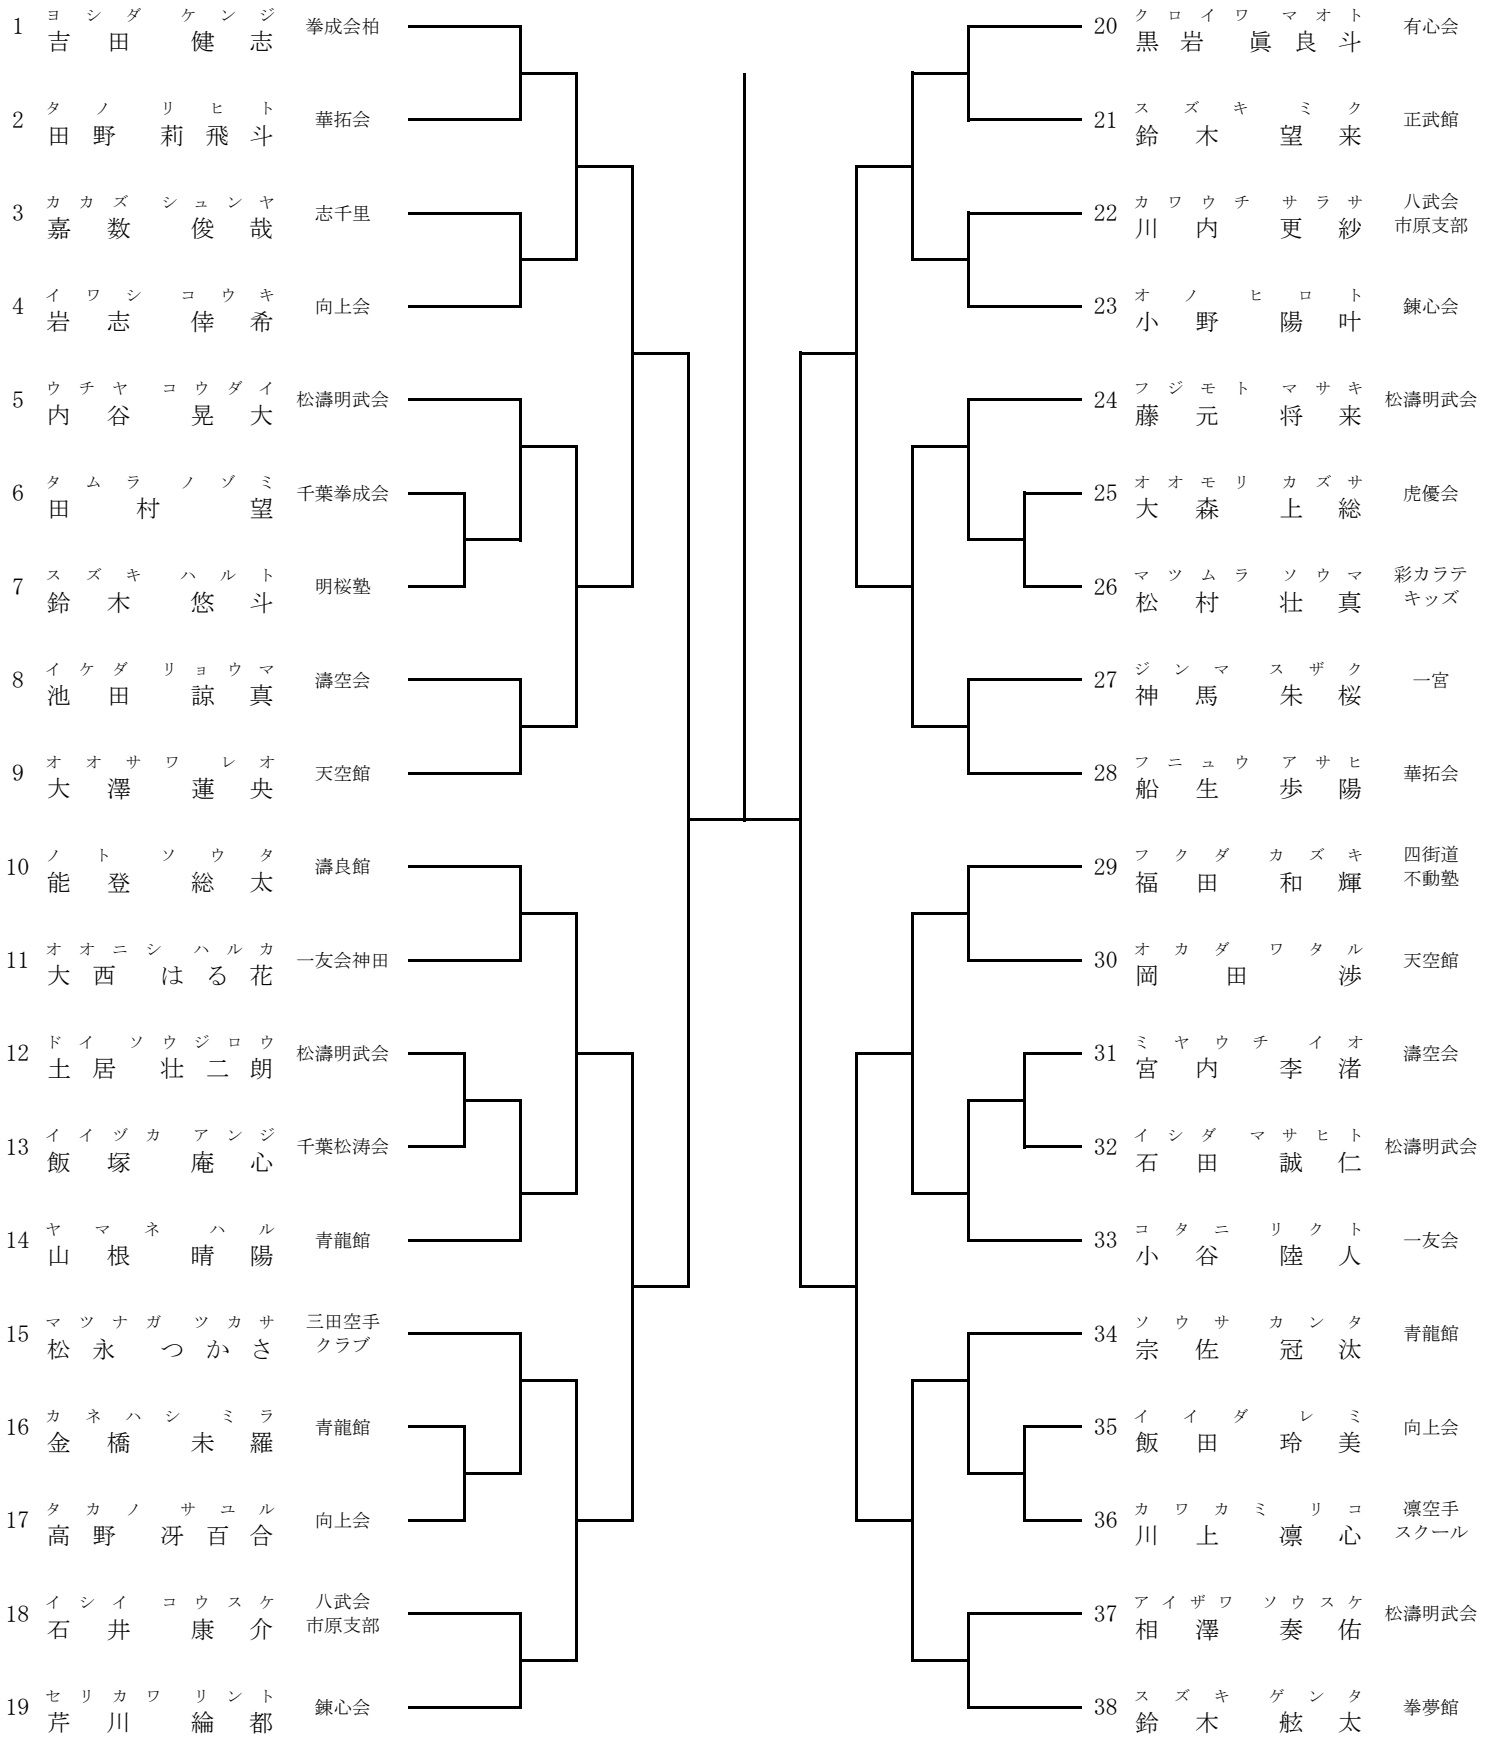 ヨシダ ケンジ
1 吉田 健志 拳成会柏
タノ リヒト
2 田野 莉飛斗 華拓会
カカズ シュンヤ
3 嘉数 俊哉 志千里
イワシ コウキ
4 岩志 倖希 向上会
ウチヤ コウダイ
5 内谷 晃大 松濤明武会
タムラ ノゾミ
6 田村 望 千葉拳成会
スズキ ハルト
7 鈴木 悠斗 明桜塾
イケダ リョウマ
8 池田 諒真 濤空会
オオサワ レオ
9 大澤 蓮央 天空館
ノト ソウタ
10 能登 総太 濤良館
オオニシ ハルカ
11 大西 はる花 一友会神田
ドイ ソウジロウ
12 土居 壮二朗 松濤明武会
イイヅカ アンジ
13 飯塚 庵心 千葉松涛会
ヤマネ ハル
14 山根 晴陽 青龍館
マツナガ ツカサ
15 松永 つかさ 三田空手
クラブ
カネハシ ミラ
16 金橋 未羅 青龍館
タカノ サユル
17 高野 冴百合 向上会
イシイ コウスケ
18 石井 康介 八武会
市原支部
セリカワ リント
19 芹川 綸都 錬心会
クロイワ マオト
20 黒岩 眞良斗 有心会
スズキ ミク
21 鈴木 望来 正武館
カワウチ サラサ
22 川内 更紗 八武会
市原支部
オノ ヒロト
23 小野 陽叶 錬心会
フジモト マサキ
24 藤元 将来 松濤明武会
オオモリ カズサ
25 大森 上総 虎優会
マツムラ ソウマ
26 松村 壮真 彩カラテ
キッズ
ジンマ スザク
27 神馬 朱桜 一宮
フニュウ アサヒ
28 船生 歩陽 華拓会
フクダ カズキ
29 福田 和輝 四街道
不動塾
オカダ ワタル
30 岡田 渉 天空館
ミヤウチ イオ
31 宮内 李渚 濤空会
イシダ マサヒト
32 石田 誠仁 松濤明武会
コタニ リクト
33 小谷 陸人 一友会
ソウサ カンタ
34 宗佐 冠汰 青龍館
イイダ レミ
35 飯田 玲美 向上会
カワカミ リコ
36 川上 凛心 凛空手
スクール
アイザワ ソウスケ
37 相澤 奏佑 松濤明武会
スズキ ゲンタ
38 鈴木 舷太 拳夢館